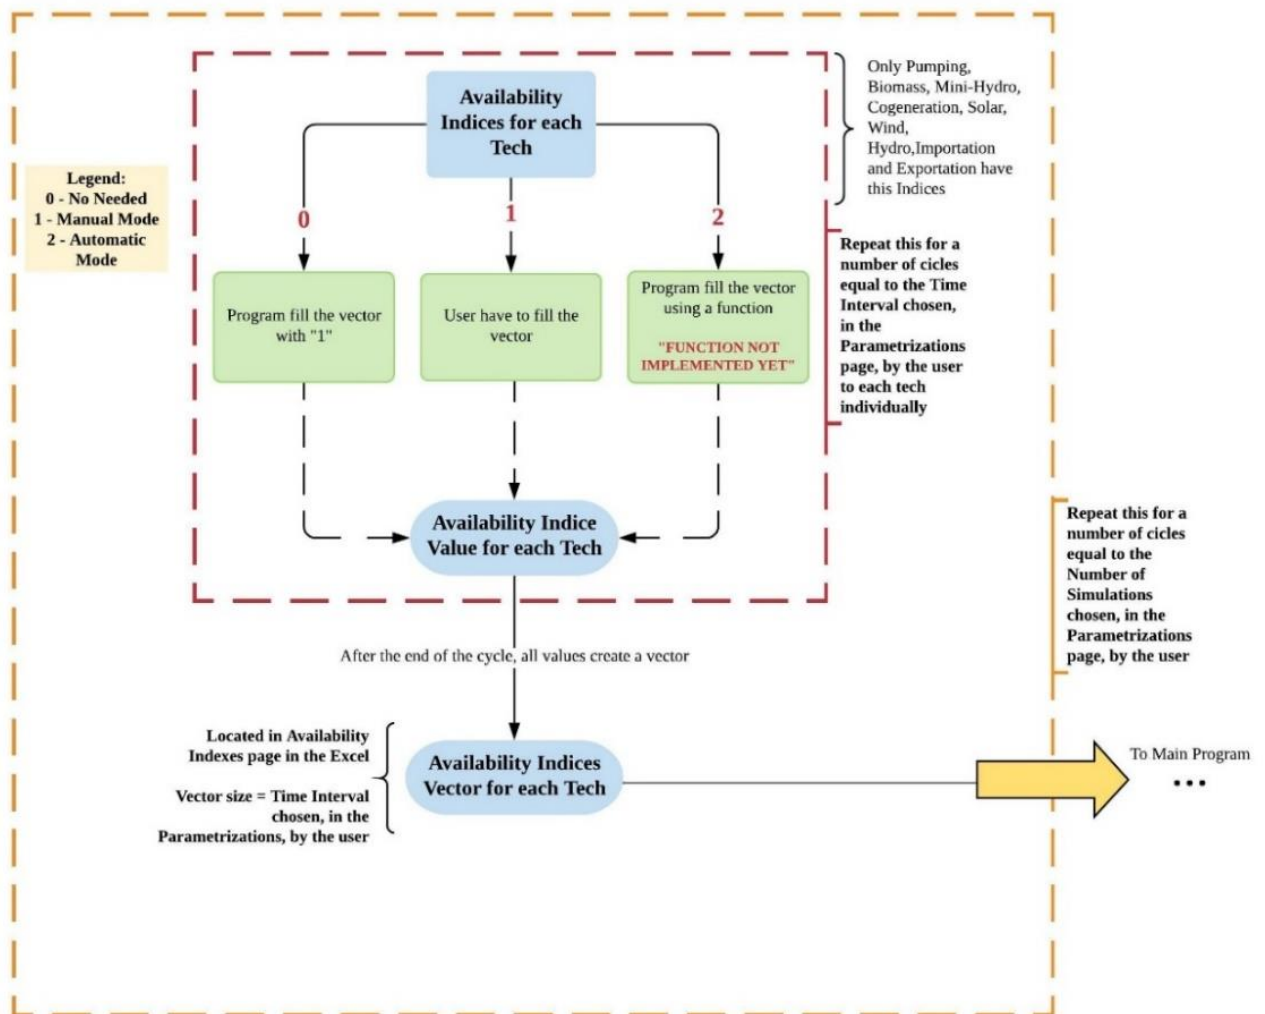 Availability
Indices for each
Tech
Only Pumping,
Biomass, Mini-Hydro,
Cogeneration, Solar,
Wind,
Hydro,Importation
and Exportation have
this Indices
Legend:
0 - No Needed
1 - Manual Mode
2 - Automatic
Mode
0
1
2
Program fill the vector
with "1"
User have to fill the
vector
Program fill the vector
using a function
"FUNCTION NOT
IMPLEMENTED YET"
Repeat this for a
number of cicles
equal to the Time
Interval chosen,
in the
Parametrizations
page, by the user
to each tech
individually
Availability Indice
Value for each Tech
Repeat this for a
number of cicles
equal to the
Number of
Simulations
chosen, in the
Parametrizations
page, by the user
After the end of the cycle, all values create a vector
Located in Availability
Indexes page in the Excel
Vector size = Time Interval
chosen, in the
Parametrizations, by the user
Availability Indices
Vector for each Tech
To Main Program
...